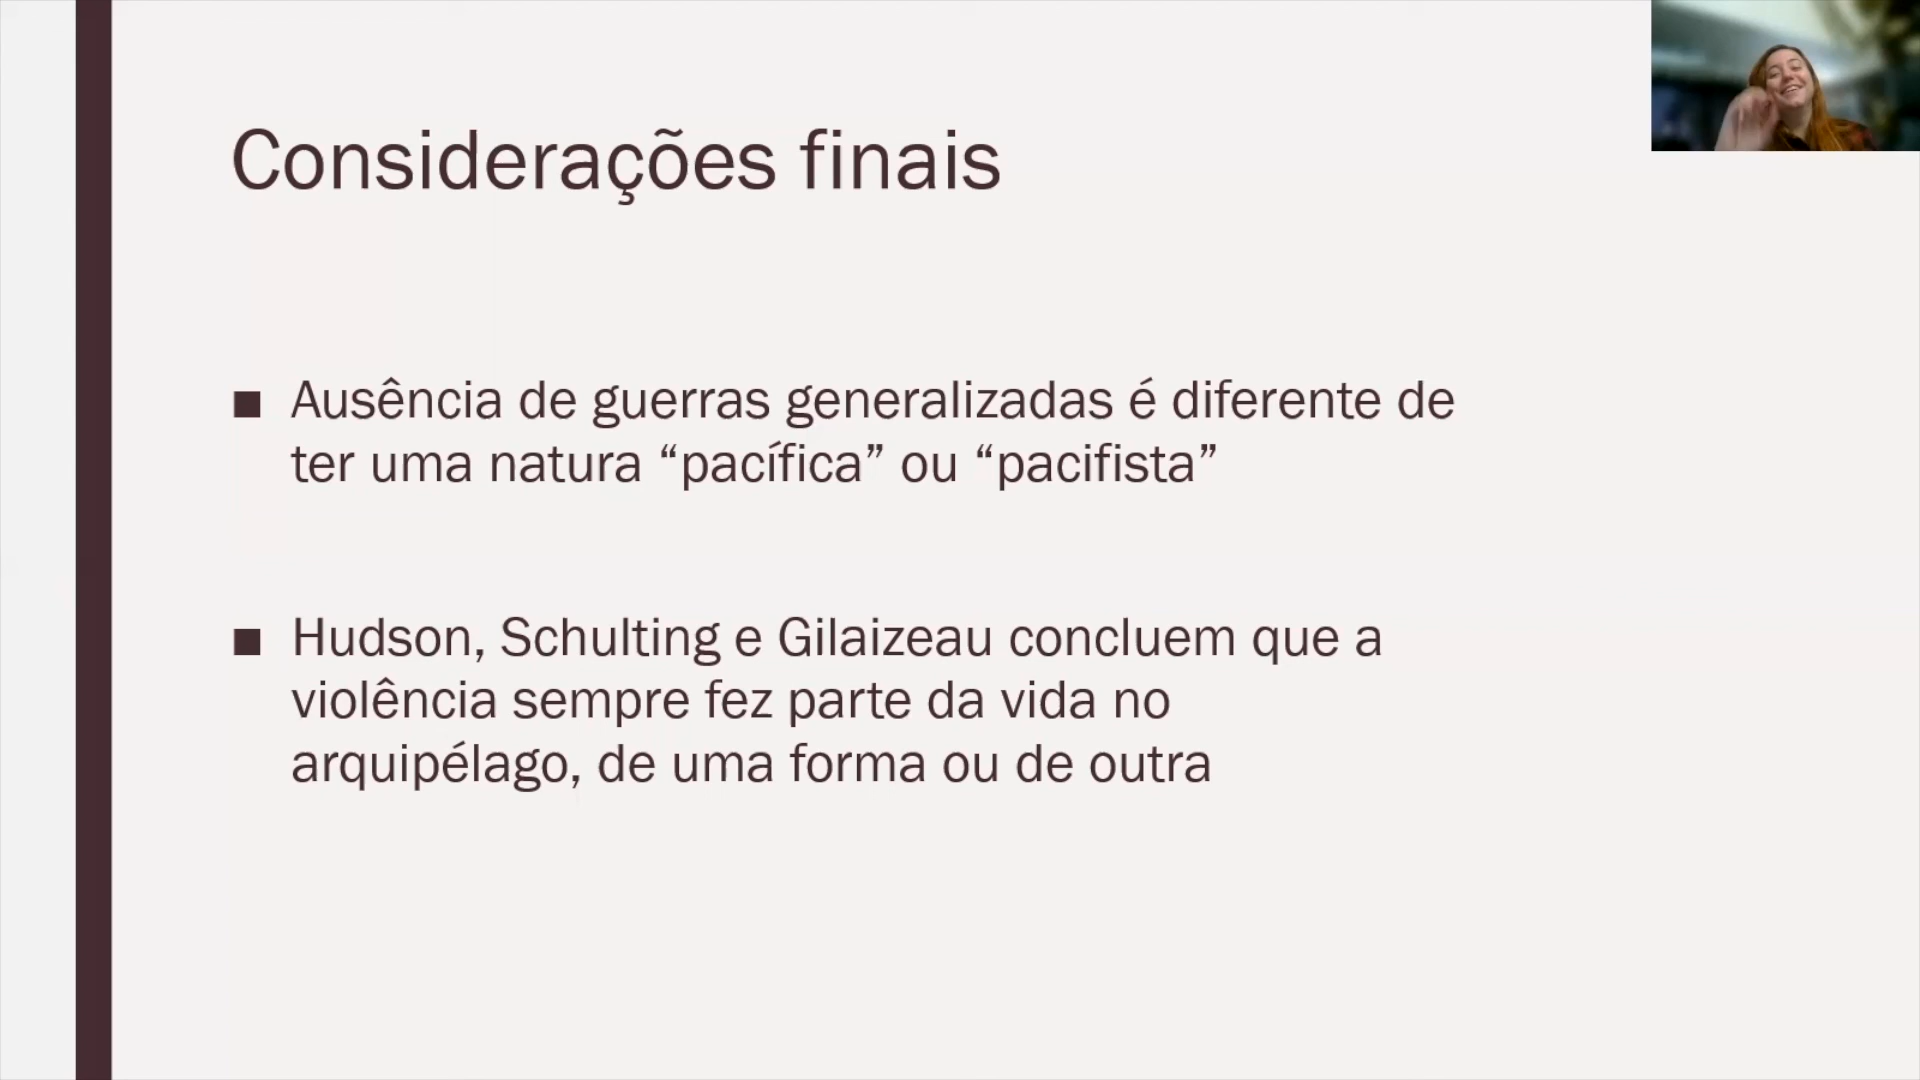 Considerações finais
■ Ausência de guerras generalizadas é diferente de
ter uma natura “pacífica” ou “pacifista”
■ Hudson, Schulting e Gilaizeau concluem que a
violência sempre fez parte da vida no
arquipélago, de uma forma ou de outra